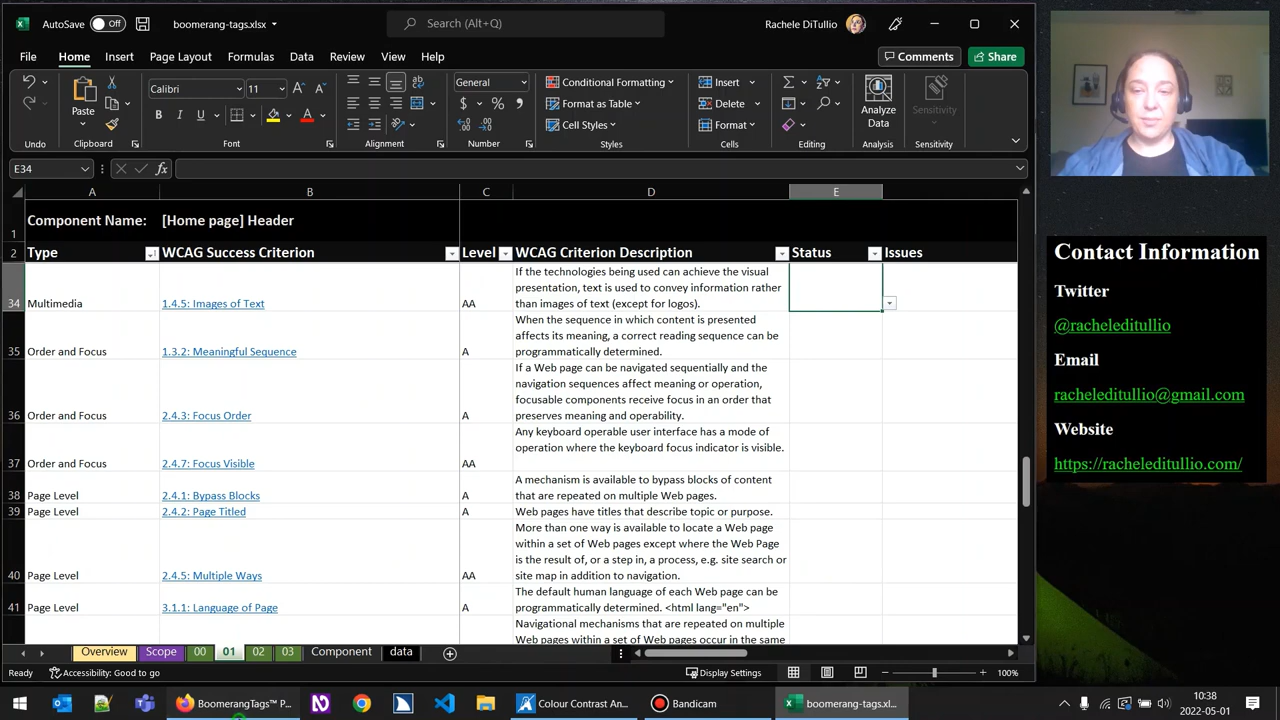 AutoSave Off boomerang-tags.xlsx Search (Alt+Q) Rachele DiTullio
File Home Insert Page Layout Formulas Data Review View Help Comments Share
Calibri 11 General Conditional Formatting Insert
Paste Format as Table Delete Analyze Data Sensitivity
B I U A Cell Styles Format
Undo Clipboard Font Alignment Number Styles Cells Editing Analysis Sensitivity
E34 fx
A B C D E
1 Component Name: [Home page] Header
2 Type WCAG Success Criterion Level WCAG Criterion Description Status Issues
If the technologies being used can achieve the visual
presentation, text is used to convey information rather
34 Multimedia 1.4.5: Images of Text AA than images of text (except for logos).
When the sequence in which content is presented
affects its meaning, a correct reading sequence can be
35 Order and Focus 1.3.2: Meaningful Sequence A programmatically determined.
If a Web page can be navigated sequentially and the
navigation sequences affect meaning or operation,
focusable components receive focus in an order that
36 Order and Focus 2.4.3: Focus Order A preserves meaning and operability.
Any keyboard operable user interface has a mode of
operation where the keyboard focus indicator is visible.
37 Order and Focus 2.4.7: Focus Visible AA
A mechanism is available to bypass blocks of content
38 Page Level 2.4.1: Bypass Blocks A that are repeated on multiple Web pages.
39 Page Level 2.4.2: Page Titled A Web pages have titles that describe topic or purpose.
More than one way is available to locate a Web page
within a set of Web pages except where the Web Page
is the result of, or a step in, a process, e.g. site search or
40 Page Level 2.4.5: Multiple Ways AA site map in addition to navigation.
The default human language of each Web page can be
41 Page Level 3.1.1: Language of Page A programmatically determined. <html lang="en">
Navigational mechanisms that are repeated on multiple
Web pages within a set of Web pages occur in the same
Overview Scope 00 01 02 03 Component data
Ready Accessibility: Good to go Display Settings 100%
BoomerangTags™ P... Colour Contrast An... Bandicam boomerang-tags.xl... 10:38
2022-05-01
Contact Information
Twitter
@racheleditullio
Email
racheleditullio@gmail.com
Website
https://racheleditullio.com/